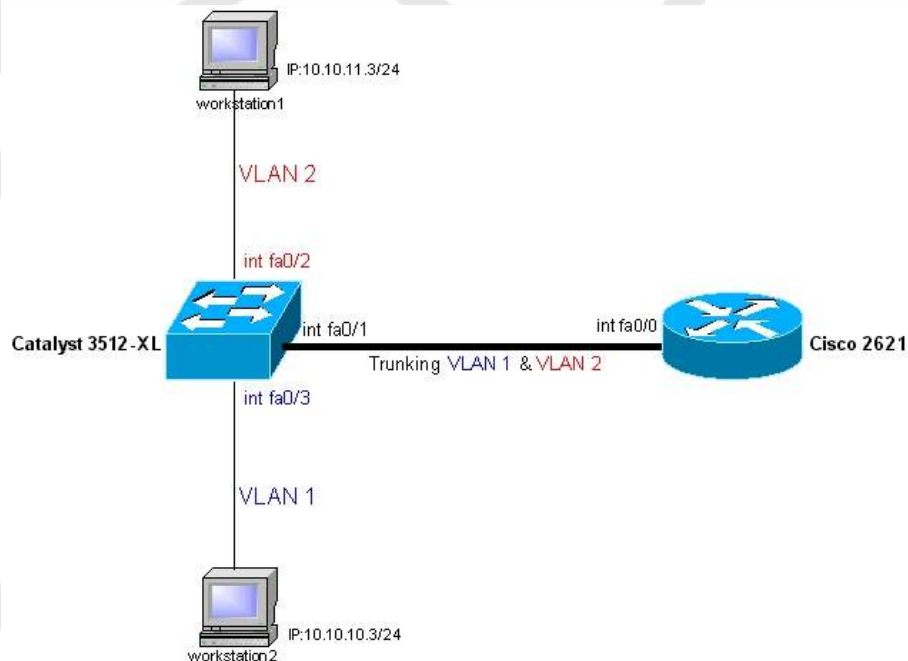 IP:10.10.11.3/24
workstation1
VLAN 2
int fa0/2
int fa0/1
int fa0/0
Catalyst 3512-XL
Cisco 2621
Trunking VLAN 1 & VLAN 2
int fa0/3
VLAN 1
IP:10.10.10.3/24
workstation2